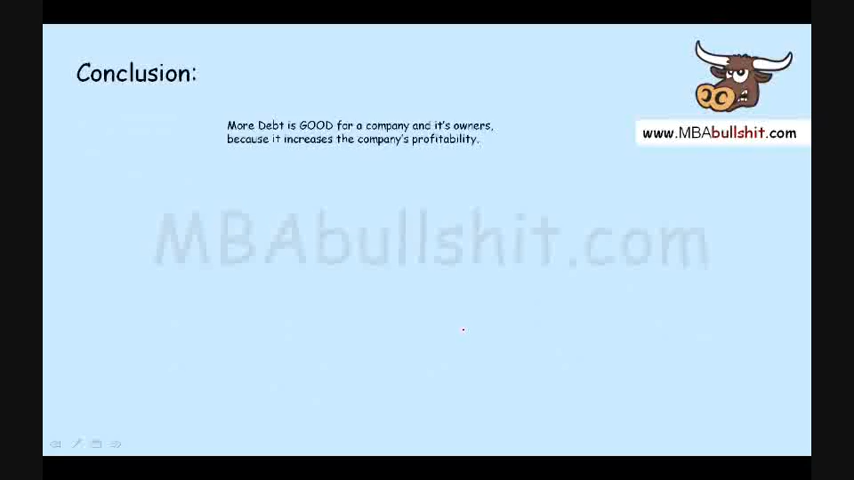 Conclusion:
More Debt is GOOD for a company and it's owners,
because it increases the company's profitability.
www.MBAbullshit.com
MBAbullshit.com